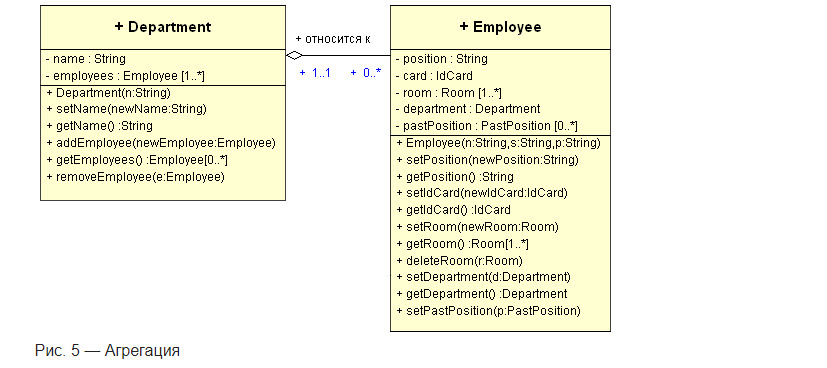 + Department
- name : String
- employees : Employee [1..*]
+ Department(n:String)
+ setName(newName:String)
+ getName() :String
+ addEmployee(newEmployee:Employee)
+ getEmployees() :Employee[0..*]
+ removeEmployee(e:Employee)
+ относится к
+ 1..1 + 0..*
+ Employee
- position : String
- card : IdCard
- room : Room [1..*]
- department : Department
- pastPosition : PastPosition [0..*]
+ Employee(n:String,s:String,p:String)
+ setPosition(newPosition:String)
+ getPosition() :String
+ setIdCard(newIdCard:IdCard)
+ getIdCard() :IdCard
+ setRoom(newRoom:Room)
+ getRoom() :Room[1..*]
+ deleteRoom(r:Room)
+ setDepartment(d:Department)
+ getDepartment() :Department
+ setPastPosition(p:PastPosition)
Рис. 5 — Агрегация